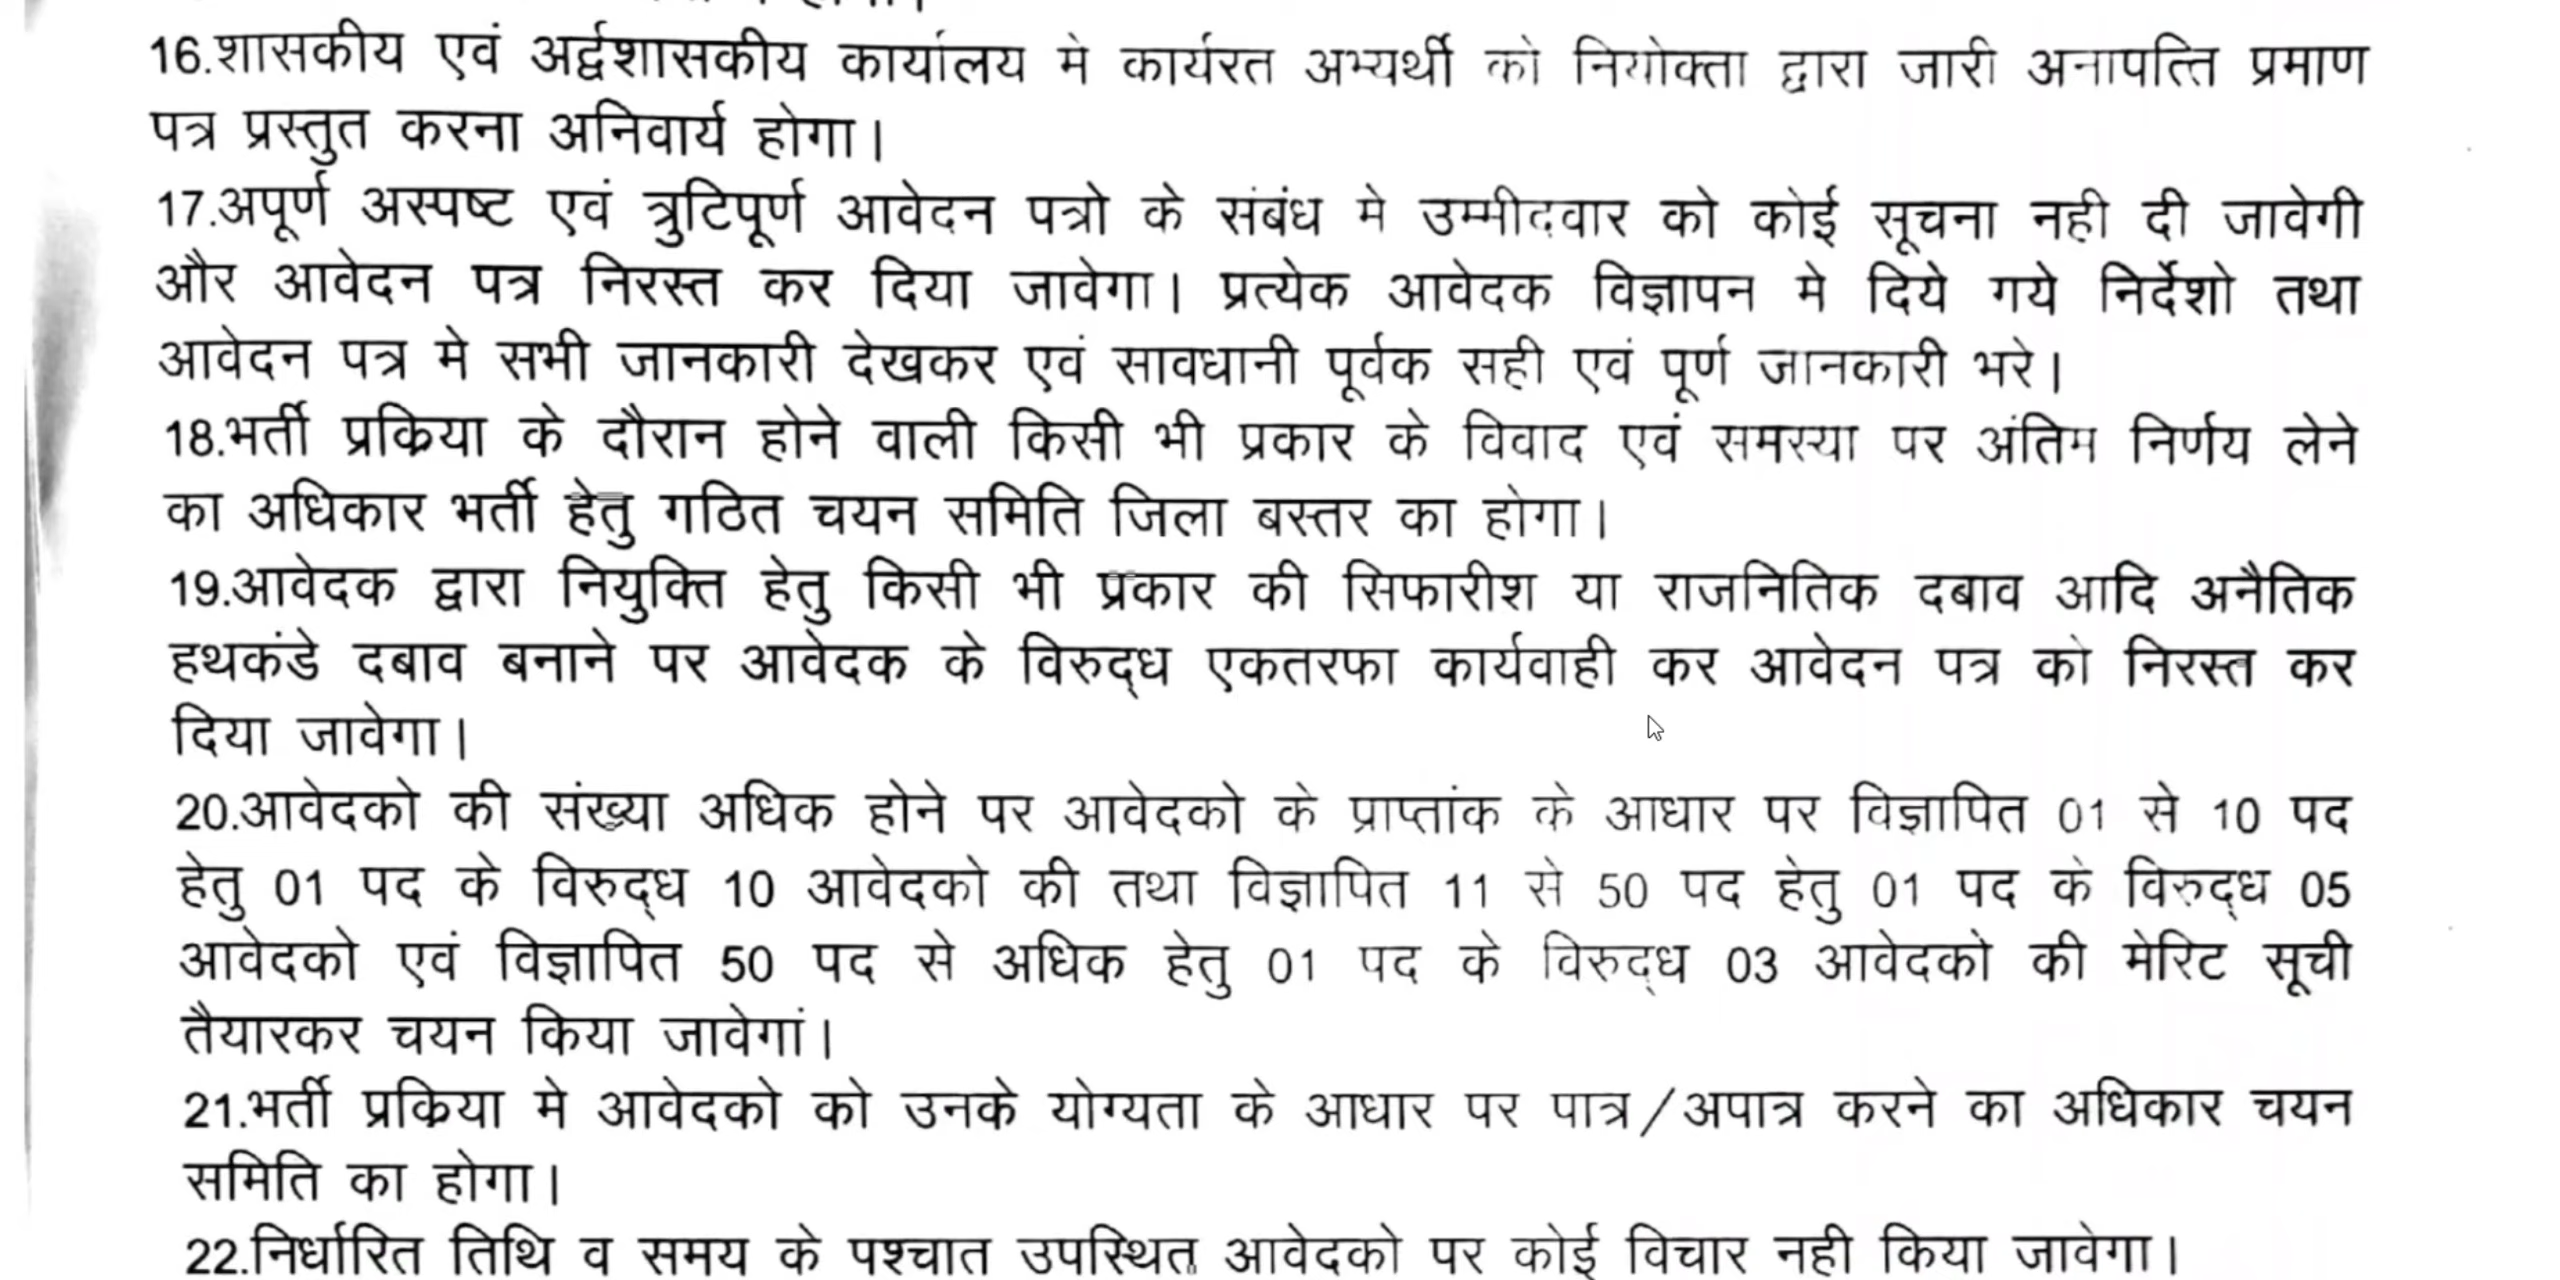 16.शासकीय एवं अर्द्वशासकीय कार्यालय मे कार्यरत अभ्यर्थी को नियोक्ता द्वारा जारी अनापत्ति प्रमाण
पत्र प्रस्तुत करना अनिवार्य होगा।
17.अपूर्ण अस्पष्ट एवं त्रुटिपूर्ण आवेदन पत्रो के संबंध मे उम्मीदवार को कोई सूचना नही दी जावेगी
और आवेदन पत्र निरस्त कर दिया जावेगा। प्रत्येक आवेदक विज्ञापन मे दिये गये निर्देशो तथा
आवेदन पत्र मे सभी जानकारी देखकर एवं सावधानी पूर्वक सही एवं पूर्ण जानकारी भरे।
18.भर्ती प्रकिया के दौरान होने वाली किसी भी प्रकार के विवाद एवं समस्या पर अंतिम निर्णय लेने
का अधिकार भर्ती हेतु गठित चयन समिति जिला बस्तर का होगा।
19.आवेदक द्वारा नियुक्ति हेतु किसी भी प्रकार की सिफारीश या राजनितिक दबाव आदि अनैतिक
हथकंडे दबाव बनाने पर आवेदक के विरुद्ध एकतरफा कार्यवाही कर आवेदन पत्र को निरस्त कर
दिया जावेगा।
20.आवेदको की संख्या अधिक होने पर आवेदको के प्राप्तांक के आधार पर विज्ञापित 01 से 10 पद
हेतु 01 पद के विरुद्ध 10 आवेदको की तथा विज्ञापित 11 से 50 पद हेतु 01 पद के विरुद्ध 05
आवेदको एवं विज्ञापित 50 पद से अधिक हेतु 01 पद के विरुद्ध 03 आवेदको की मेरिट सूची
तैयारकर चयन किया जावेगां।
21.भर्ती प्रकिया मे आवेदको को उनके योग्यता के आधार पर पात्र/अपात्र करने का अधिकार चयन
समिति का होगा।
22.निर्धारित तिथि व समय के पश्चात उपस्थित आवेदको पर कोई विचार नही किया जावेगा।